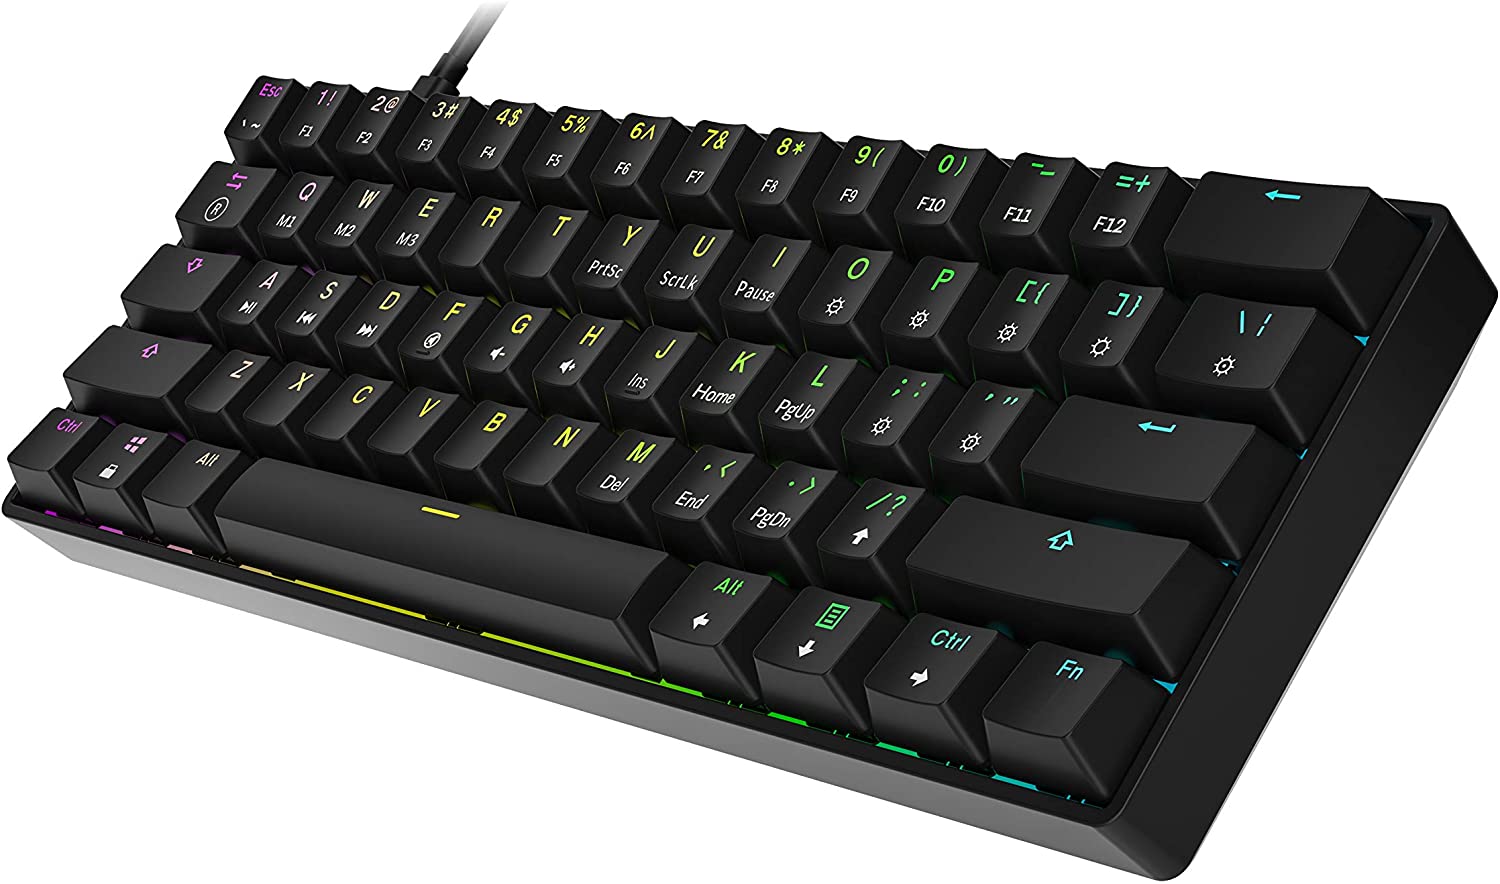 Esc 1! 2@ 3# 4$ 5% 6^ 7& 8* 9( 0) - = +
` ~ F1 F2 F3 F4 F5 F6 F7 F8 F9 F10 F11 F12
Q W E R T Y U I O P [{ ]} \ |
® M1 M2 M3 PrtSc ScrLk Pause
A S D F G H J K L ; : ' "
Ins Home PgUp
Z X C V B N M , < . > / ?
Del End PgDn
Ctrl Alt Alt Ctrl Fn